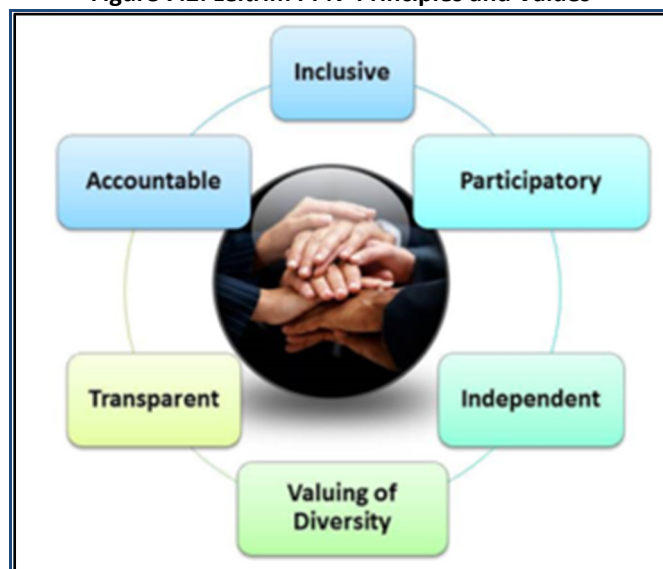 Inclusive
Participatory
Independent
Valuing of
Diversity
Transparent
Accountable